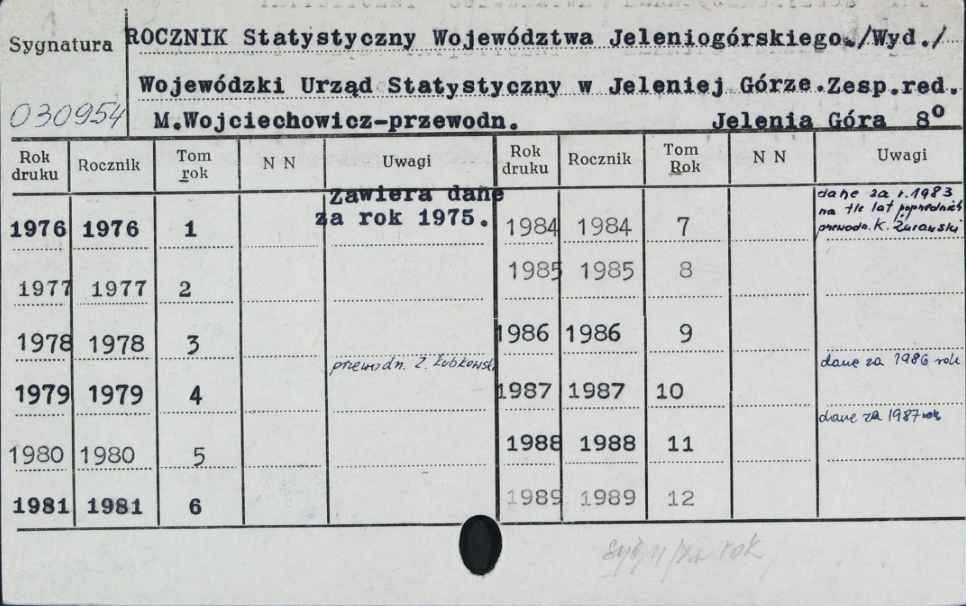 Sygnatura
030954
ROCZNIK Statystyczny Województwa Jeleniogórskiego./Wyd./
Wojewódzki Urząd Statystyczny w Jeleniej Górze.Zesp.red.
M.Wojciechowicz-przewodn. Jelenia Góra 8°
Rok druku Rocznik Tom rok N N Uwagi
Zawiera dane
za rok 1975.
1976 1976 1
1977 1977 2
1978 1978 3
przewodn. Z. Łubkowski
1979 1979 4
1980 1980 5
1981 1981 6
Rok druku Rocznik Tom Rok N N Uwagi
dane za r. 1983
na tle lat poprzednich
przewodn. K. Żurański
1984 1984 7
1985 1985 8
1986 1986 9
dane za 1986 rok
1987 1987 10
dane za 1987 rok
1988 1988 11
1989 1989 12
za rok